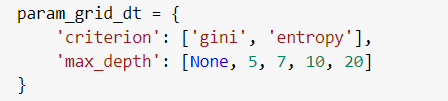 param_grid_dt = {
    'criterion': ['gini', 'entropy'],
    'max_depth': [None, 5, 7, 10, 20]
}